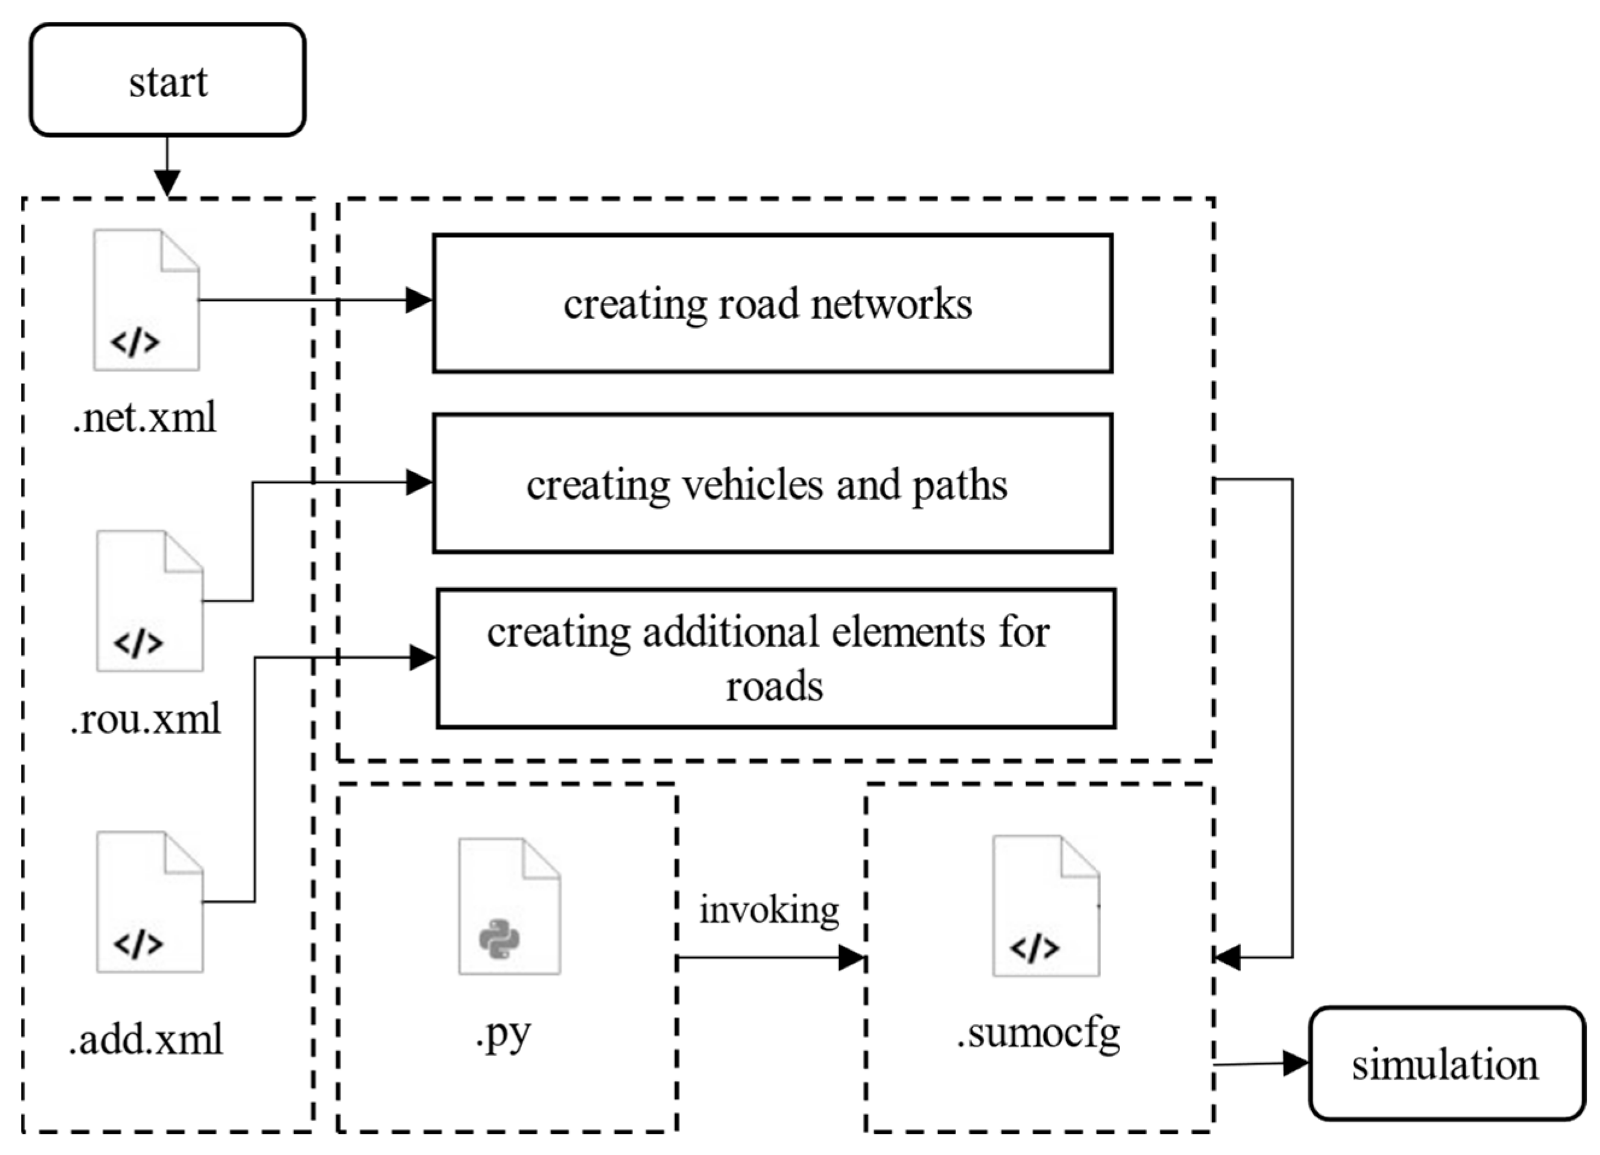 start
</>
.net.xml
creating road networks
creating vehicles and paths
</>
.rou.xml
creating additional elements for
roads
</>
.add.xml
.py
invoking
</>
.sumocfg
simulation